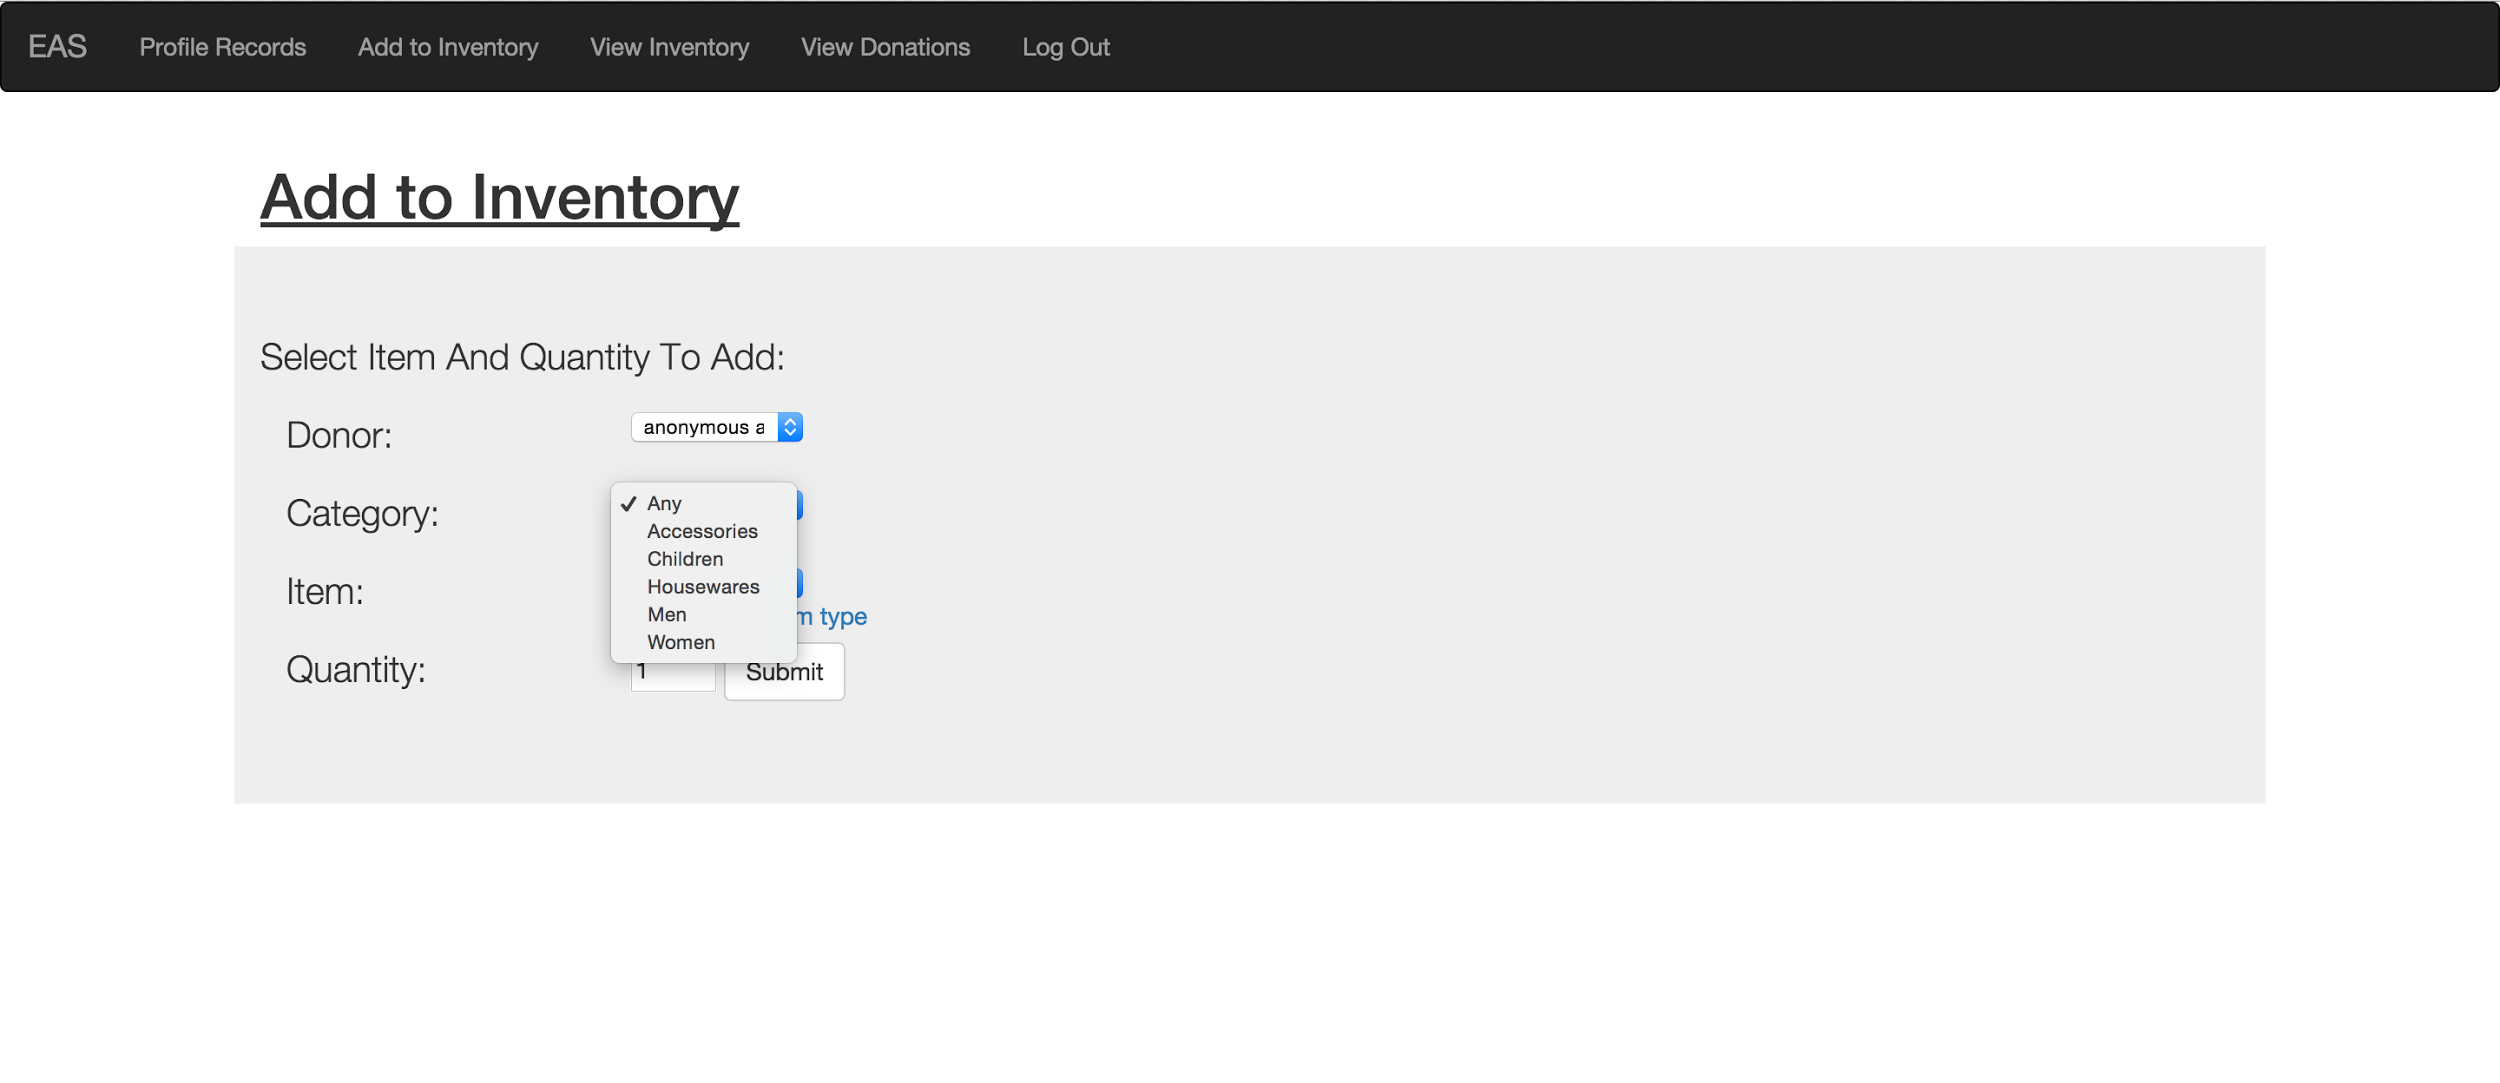 EAS Profile Records Add to Inventory View Inventory View Donations Log Out
Add to Inventory
Select Item And Quantity To Add:
Donor: anonymous a
Category: Any
Accessories
Children
Housewares
Item:
Men
type
Women
Quantity: 1 Submit